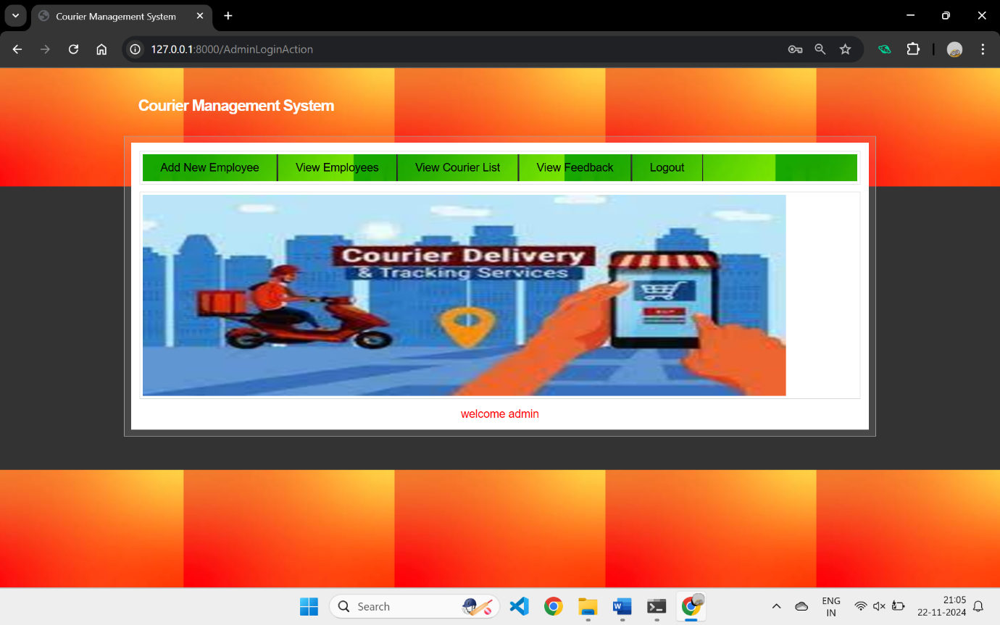 Courier Management System
127.0.0.1:8000/AdminLoginAction
Courier Management System
Add New Employee View Employees View Courier List View Feedback Logout
Courier Delivery
& Tracking Services
welcome admin
Search
ENG
IN
21:05
22-11-2024